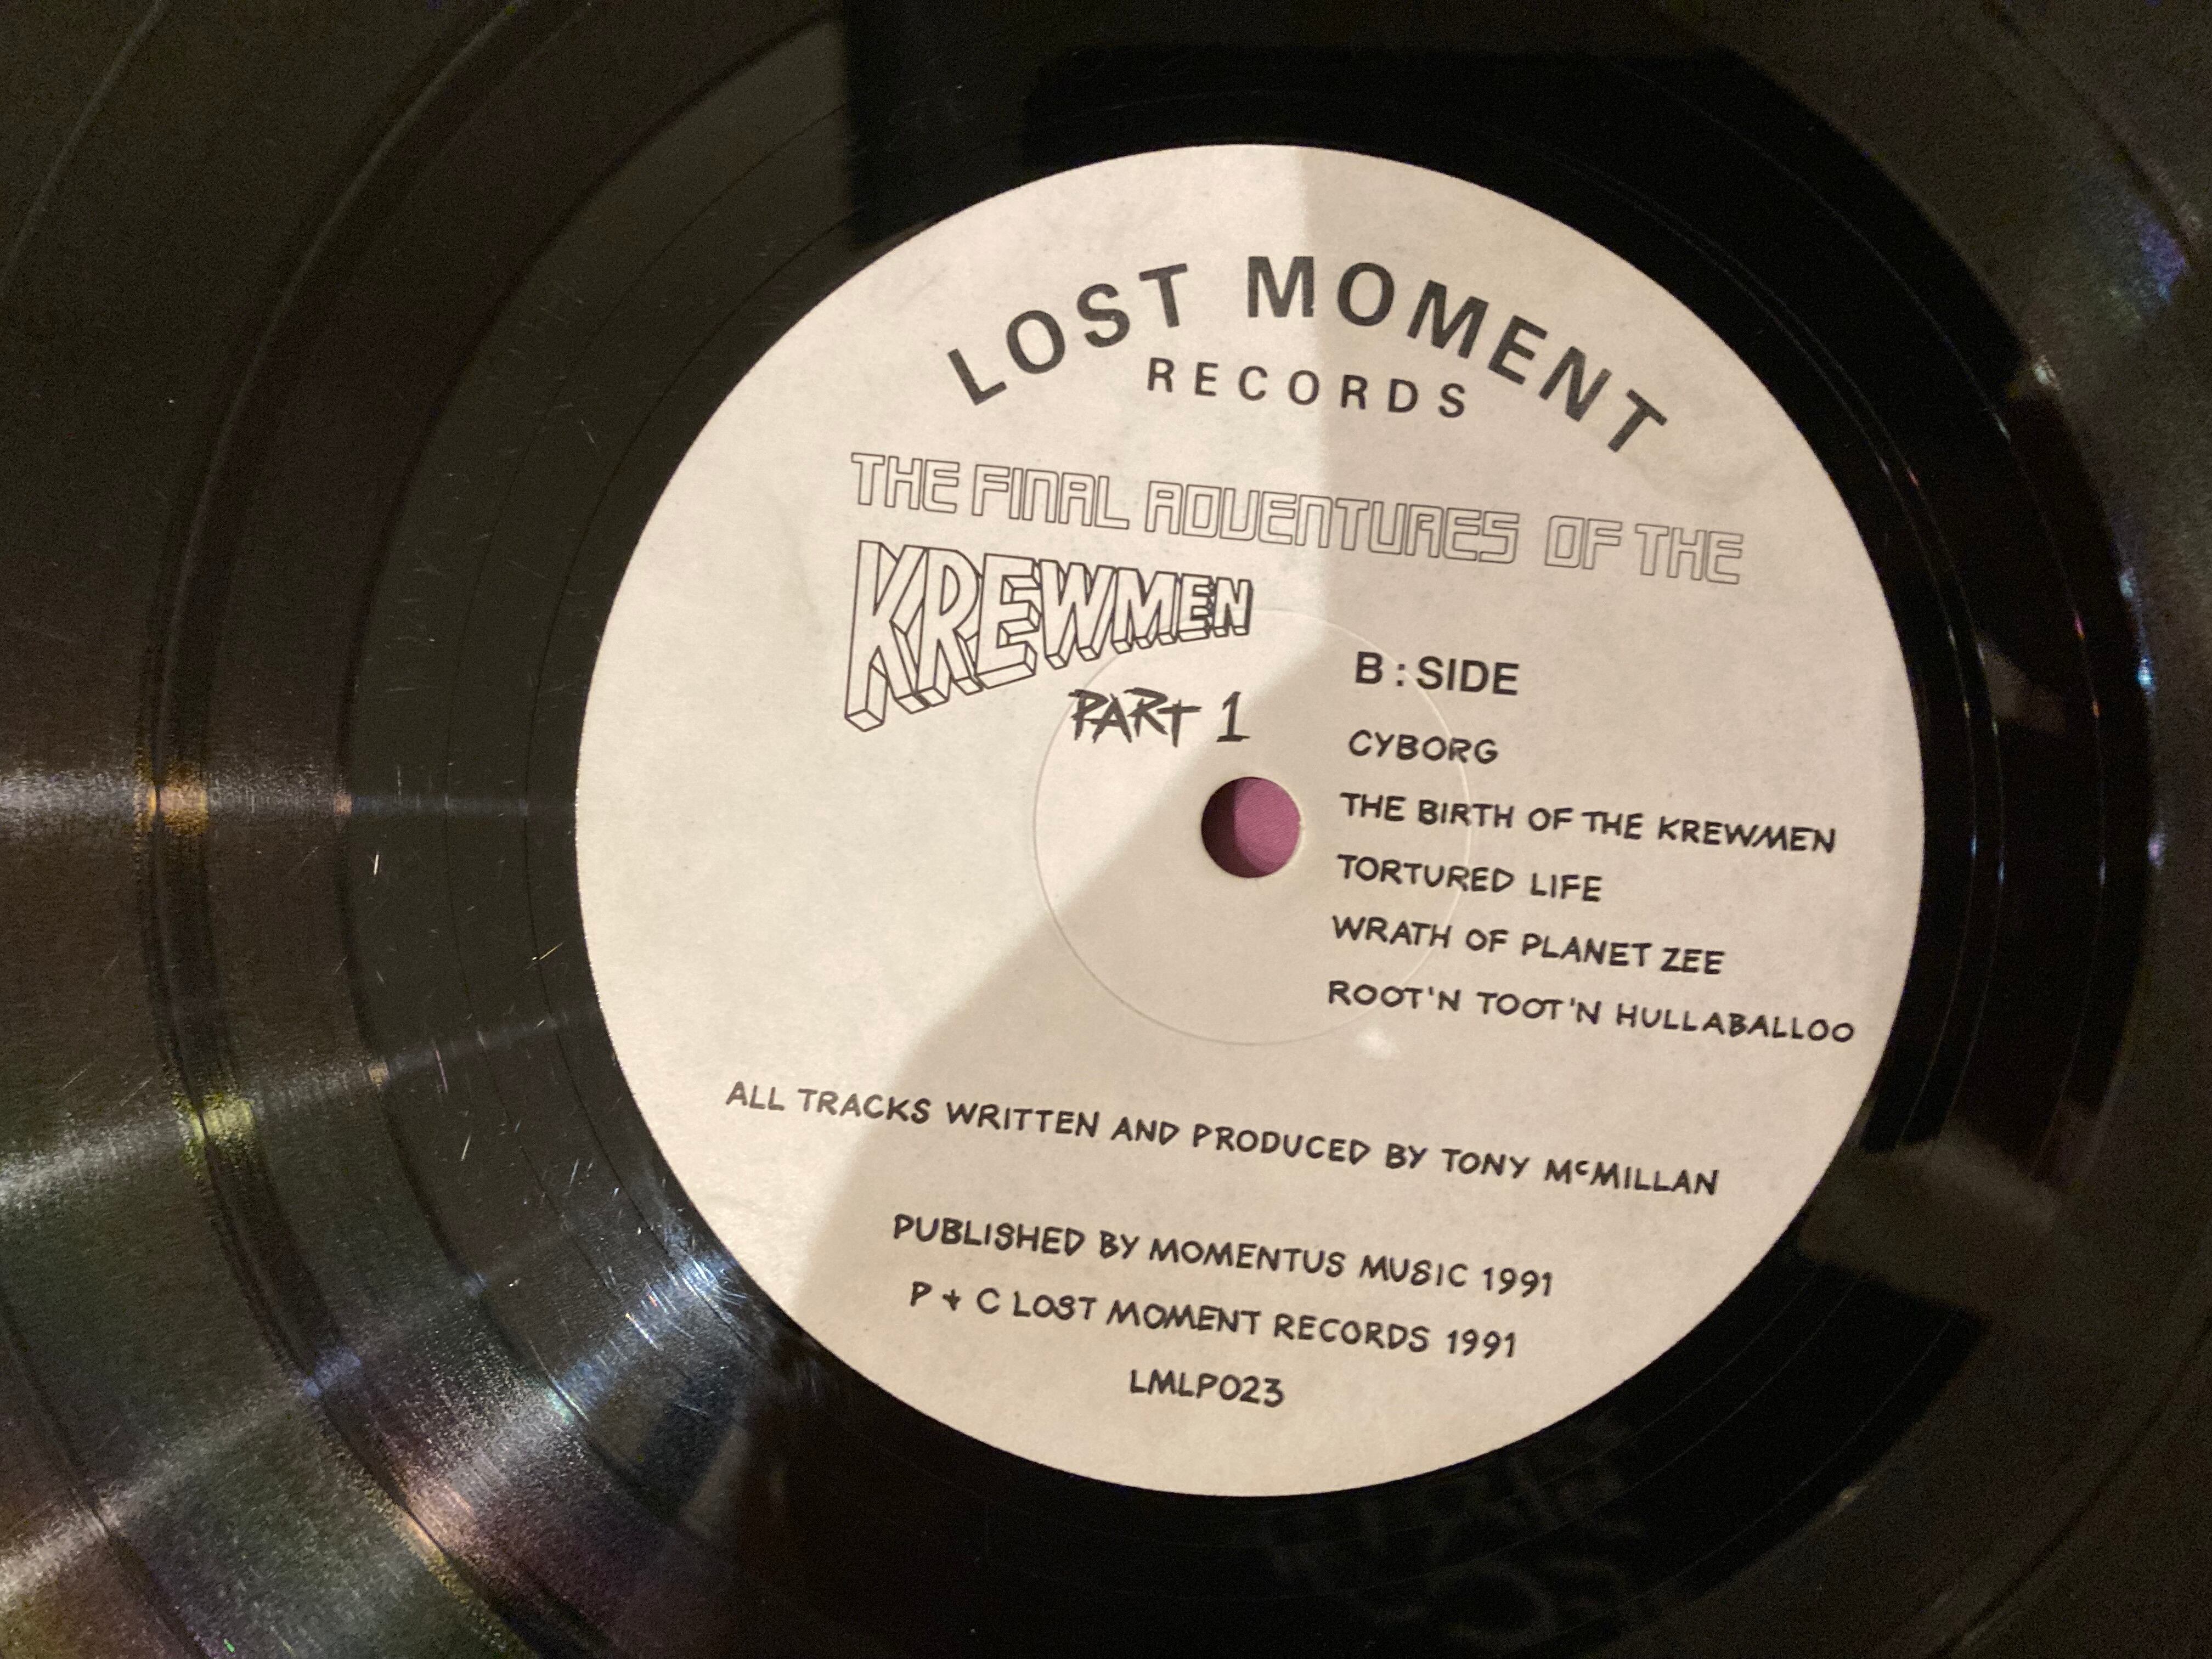 LOST MOMENT
RECORDS
THE FINAL ADVENTURES OF THE
KREWMEN
PART 1
B : SIDE
CYBORG
THE BIRTH OF THE KREWMEN
TORTURED LIFE
WRATH OF PLANET ZEE
ROOT'N TOOT'N HULLABALLOO
ALL TRACKS WRITTEN AND PRODUCED BY TONY McMILLAN
PUBLISHED BY MOMENTUS MUSIC 1991
P + C LOST MOMENT RECORDS 1991
LMLP023